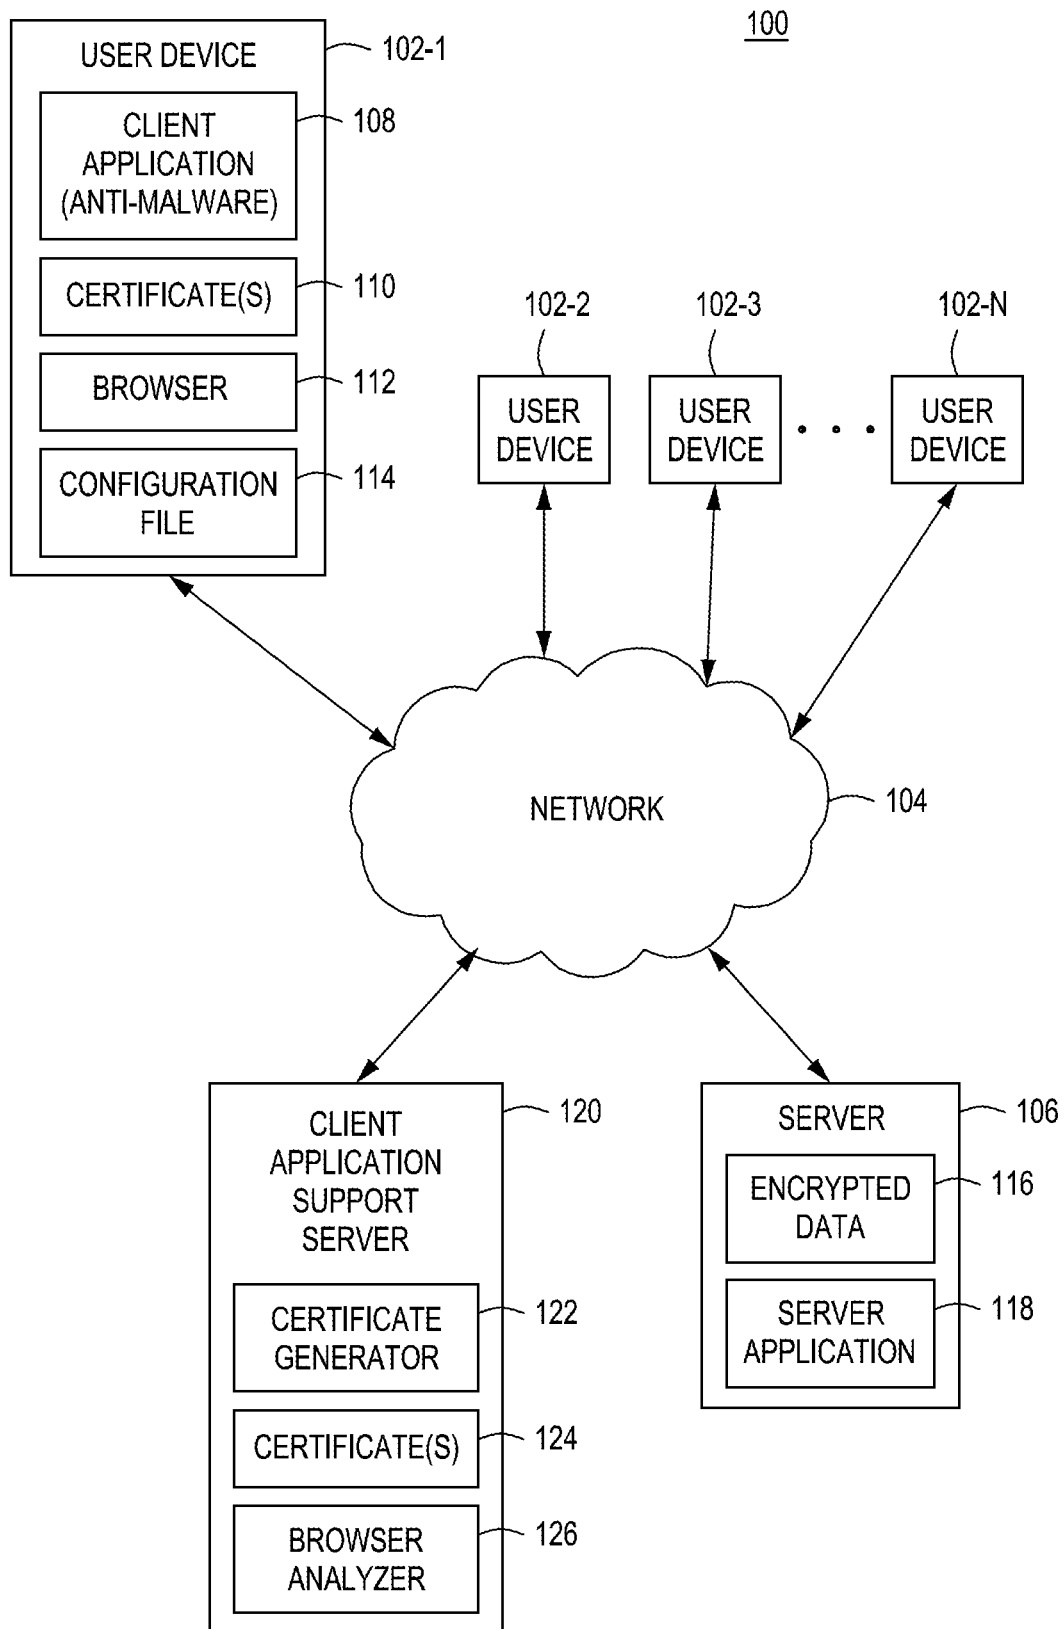 100
USER DEVICE
102-1
CLIENT
APPLICATION
(ANTI-MALWARE)
108
CERTIFICATE(S)
110
BROWSER
112
CONFIGURATION
FILE
114
102-2
102-3
102-N
USER
DEVICE
USER
DEVICE
USER
DEVICE
NETWORK
104
CLIENT
APPLICATION
SUPPORT
SERVER
120
CERTIFICATE
GENERATOR
122
CERTIFICATE(S)
124
BROWSER
ANALYZER
126
SERVER
106
ENCRYPTED
DATA
116
SERVER
APPLICATION
118